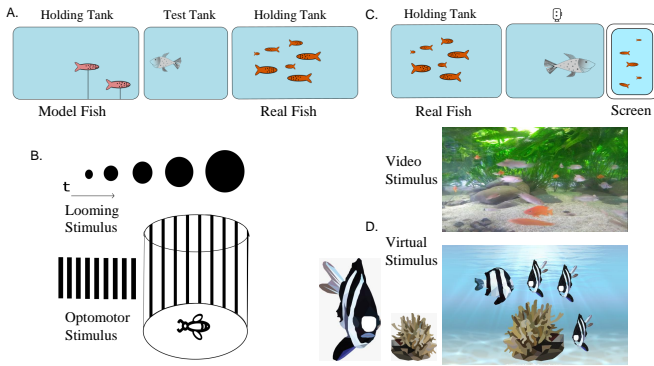 A.
Holding Tank
Test Tank
Holding Tank
Model Fish
Real Fish
B.
t
Looming
Stimulus
Optomotor
Stimulus
C.
Holding Tank
Real Fish
Screen
Video
Stimulus
D.
Virtual
Stimulus